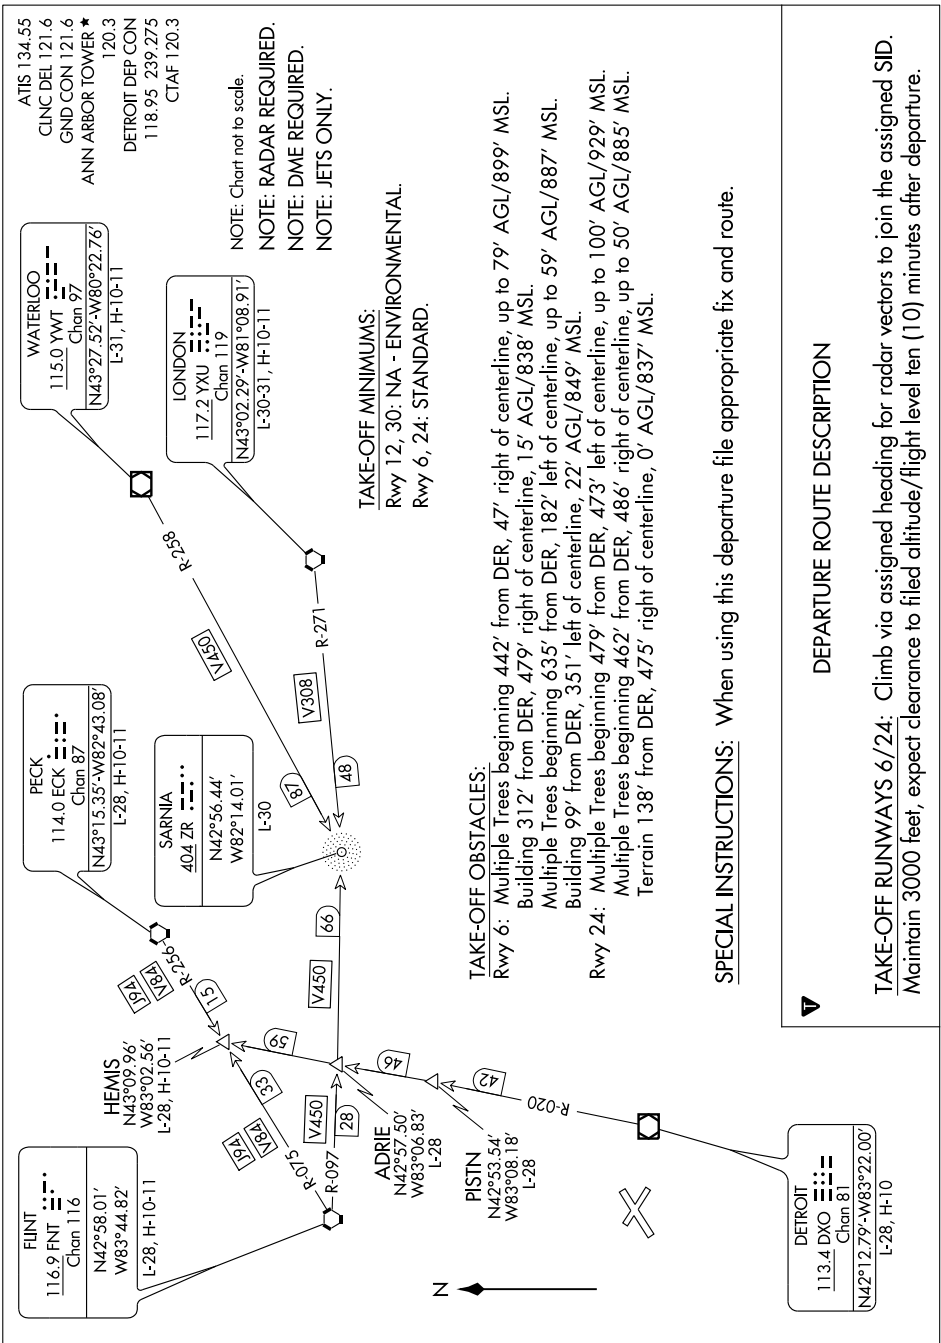 ATIS 134.55
CLNC DEL 121.6
GND CON 121.6
ANN ARBOR TOWER ★
120.3
DETROIT DEP CON
118.95 239.275
CTAF 120.3
NOTE: Chart not to scale.
NOTE: RADAR REQUIRED.
NOTE: DME REQUIRED.
NOTE: JETS ONLY.
WATERLOO
115.0 YWT
Chan 97
N43°27.52'-W80°22.76'
L-31, H-10-11
LONDON
117.2 YXU
Chan 119
N43°02.29'-W81°08.91'
L-30-31, H-10-11
PECK
114.0 ECK
Chan 87
N43°15.35'-W82°43.08'
L-28, H-10-11
SARNIA
404 ZR
N42°56.44'
W82°14.01'
L-30
FLINT
116.9 FNT
Chan 116
N42°58.01'
W83°44.82'
L-28, H-10-11
HEMIS
N43°09.96'
W83°02.56'
L-28, H-10-11
ADRIE
N42°57.50'
W83°06.83'
L-28
PISTN
N42°53.54'
W83°08.18'
L-28
DETROIT
113.4 DXO
Chan 81
N42°12.79'-W83°22.00'
L-28, H-10
R-258
V450
87
R-271
V308
48
R-256
J94
V84
15
R-075
J94
V84
33
R-097
V450
28
V450
66
59
46
42
R-020
N
TAKE-OFF MINIMUMS:
Rwy 12, 30: NA - ENVIRONMENTAL.
Rwy 6, 24: STANDARD.
TAKE-OFF OBSTACLES:
Rwy 6: Multiple Trees beginning 442' from DER, 47' right of centerline, up to 79' AGL/899' MSL.
Building 312' from DER, 479' right of centerline, 15' AGL/838' MSL.
Multiple Trees beginning 635' from DER, 182' left of centerline, up to 59' AGL/887' MSL.
Building 99' from DER, 351' left of centerline, 22' AGL/849' MSL.
Rwy 24: Multiple Trees beginning 479' from DER, 473' left of centerline, up to 100' AGL/929' MSL.
Multiple Trees beginning 462' from DER, 486' right of centerline, up to 50' AGL/885' MSL.
Terrain 138' from DER, 475' right of centerline, 0' AGL/837' MSL.
SPECIAL INSTRUCTIONS: When using this departure file appropriate fix and route.
T
DEPARTURE ROUTE DESCRIPTION
TAKE-OFF RUNWAYS 6/24: Climb via assigned heading for radar vectors to join the assigned SID.
Maintain 3000 feet, expect clearance to filed altitude/flight level ten (10) minutes after departure.